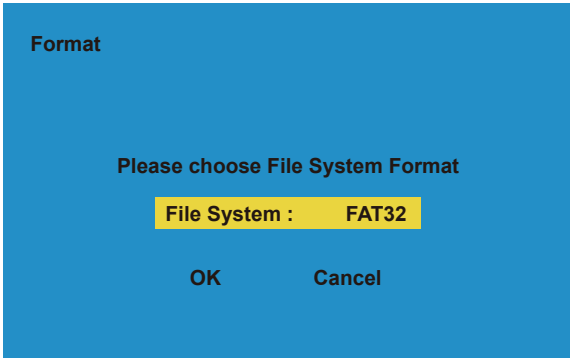 Format
Please choose File System Format
File System : FAT32
OK Cancel